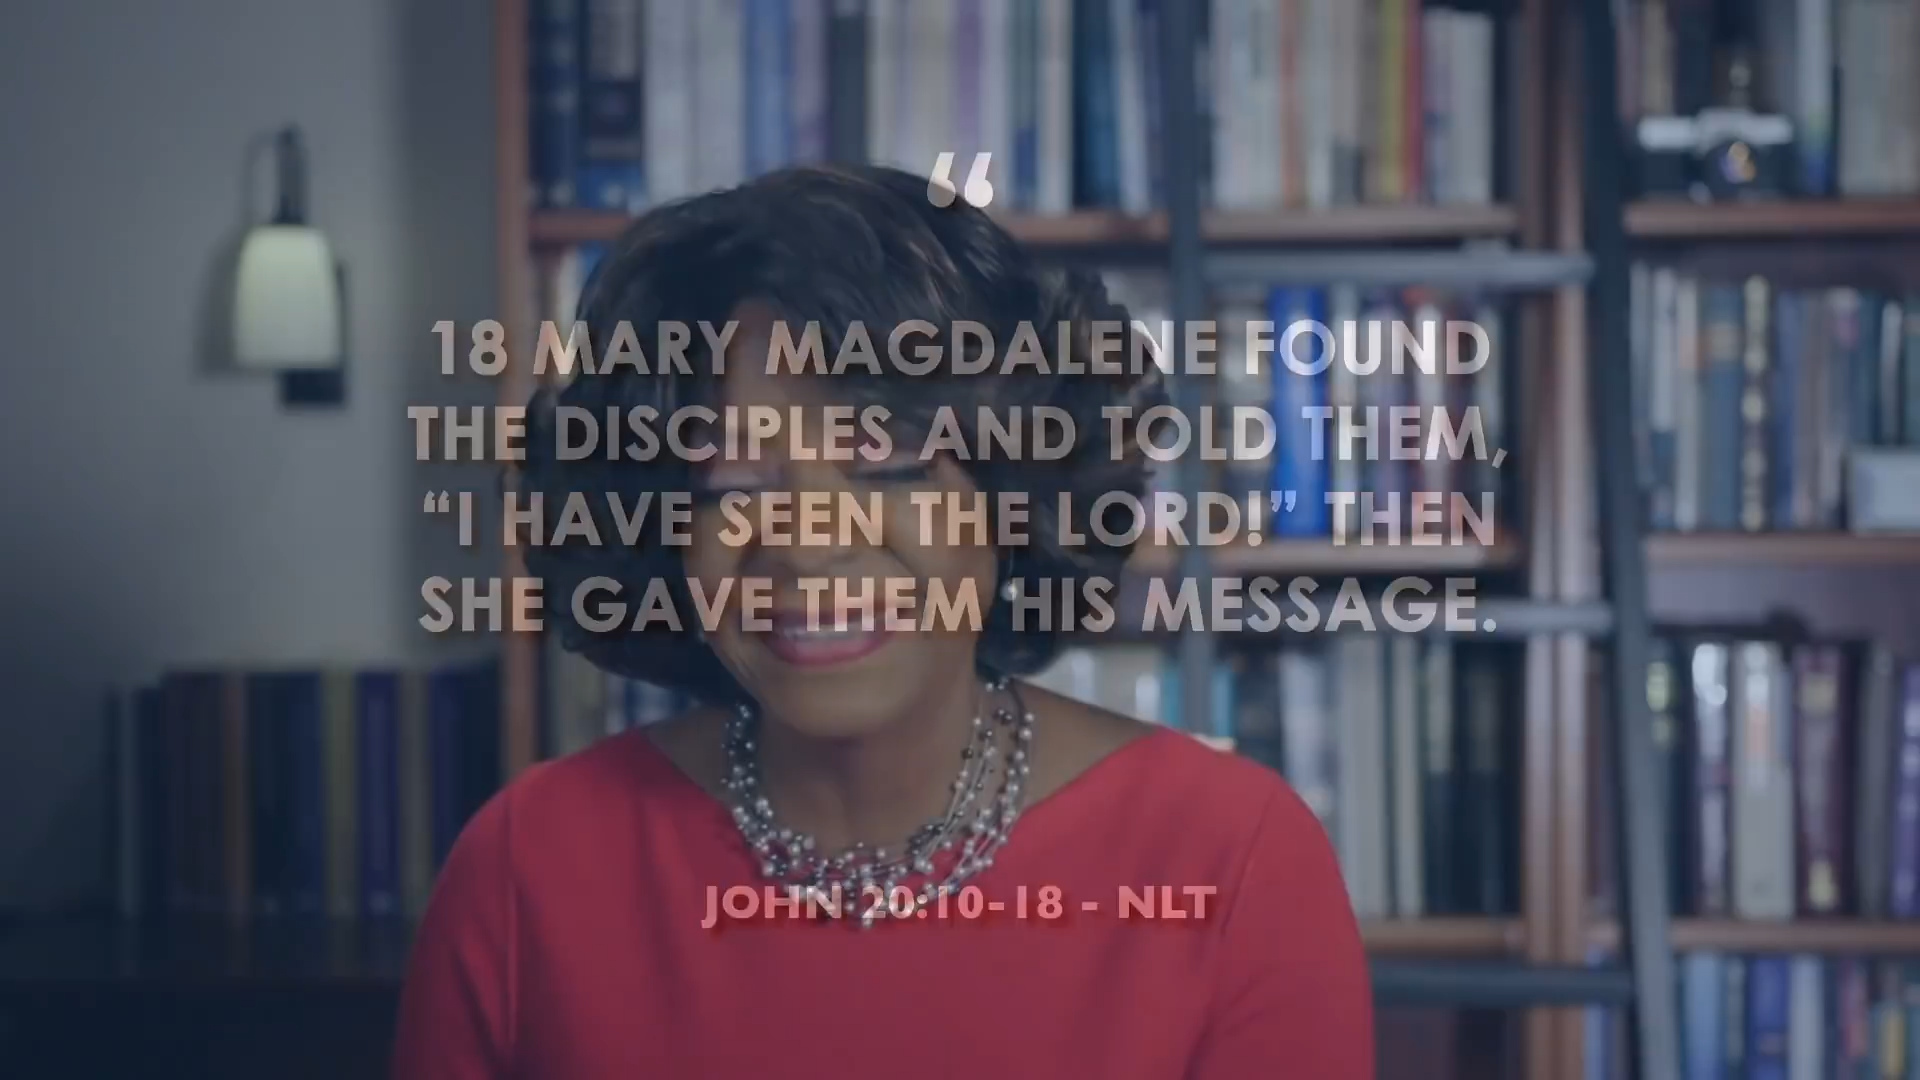 “
18 MARY MAGDALENE FOUND
THE DISCIPLES AND TOLD THEM,
“I HAVE SEEN THE LORD!” THEN
SHE GAVE THEM HIS MESSAGE.
JOHN 20:10-18 - NLT